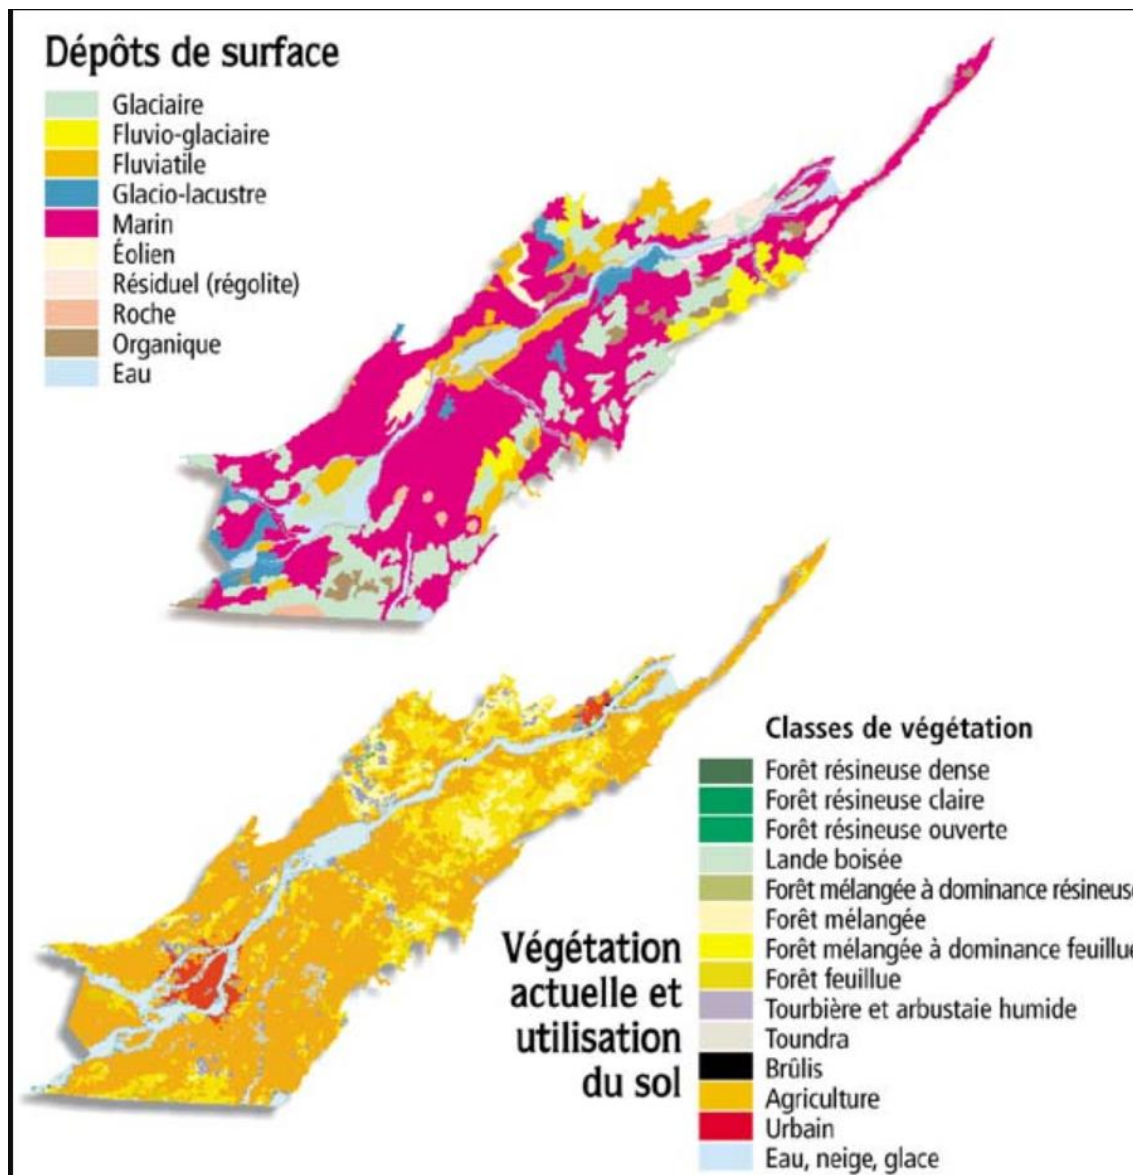 Dépôts de surface
Glaciaire
Fluvio-glaciaire
Fluviatile
Glacio-lacustre
Marin
Éolien
Résiduel (régolite)
Roche
Organique
Eau
Végétation
actuelle et
utilisation
du sol
Classes de végétation
Forêt résineuse dense
Forêt résineuse claire
Forêt résineuse ouverte
Lande boisée
Forêt mélangée à dominance résineuse
Forêt mélangée
Forêt mélangée à dominance feuillue
Forêt feuillue
Tourbière et arbustaie humide
Toundra
Brûlis
Agriculture
Urbain
Eau, neige, glace